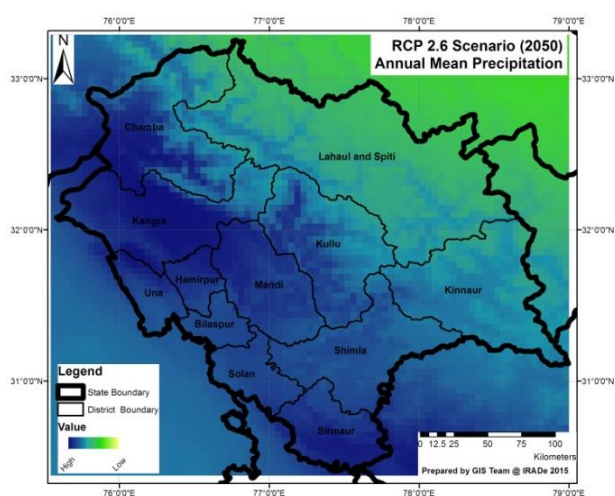 76°0'0"E 77°0'0"E 78°0'0"E 79°0'0"E
N
RCP 2.6 Scenario (2050)
Annual Mean Precipitation
33°0'0"N
33°0'0"N
Chamba
Lahaul and Spiti
32°0'0"N
32°0'0"N
Kangra
Kullu
Hamirpur
Mandi
Una
Kinnaur
Bilaspur
Shimla
Solan
31°0'0"N
31°0'0"N
Sirmaur
Legend
State Boundary
District Boundary
Value
High
Low
0 12.5 25 50 75 100
Kilometers
Prepared by GIS Team @ IRADe 2015
76°0'0"E 77°0'0"E 78°0'0"E 79°0'0"E